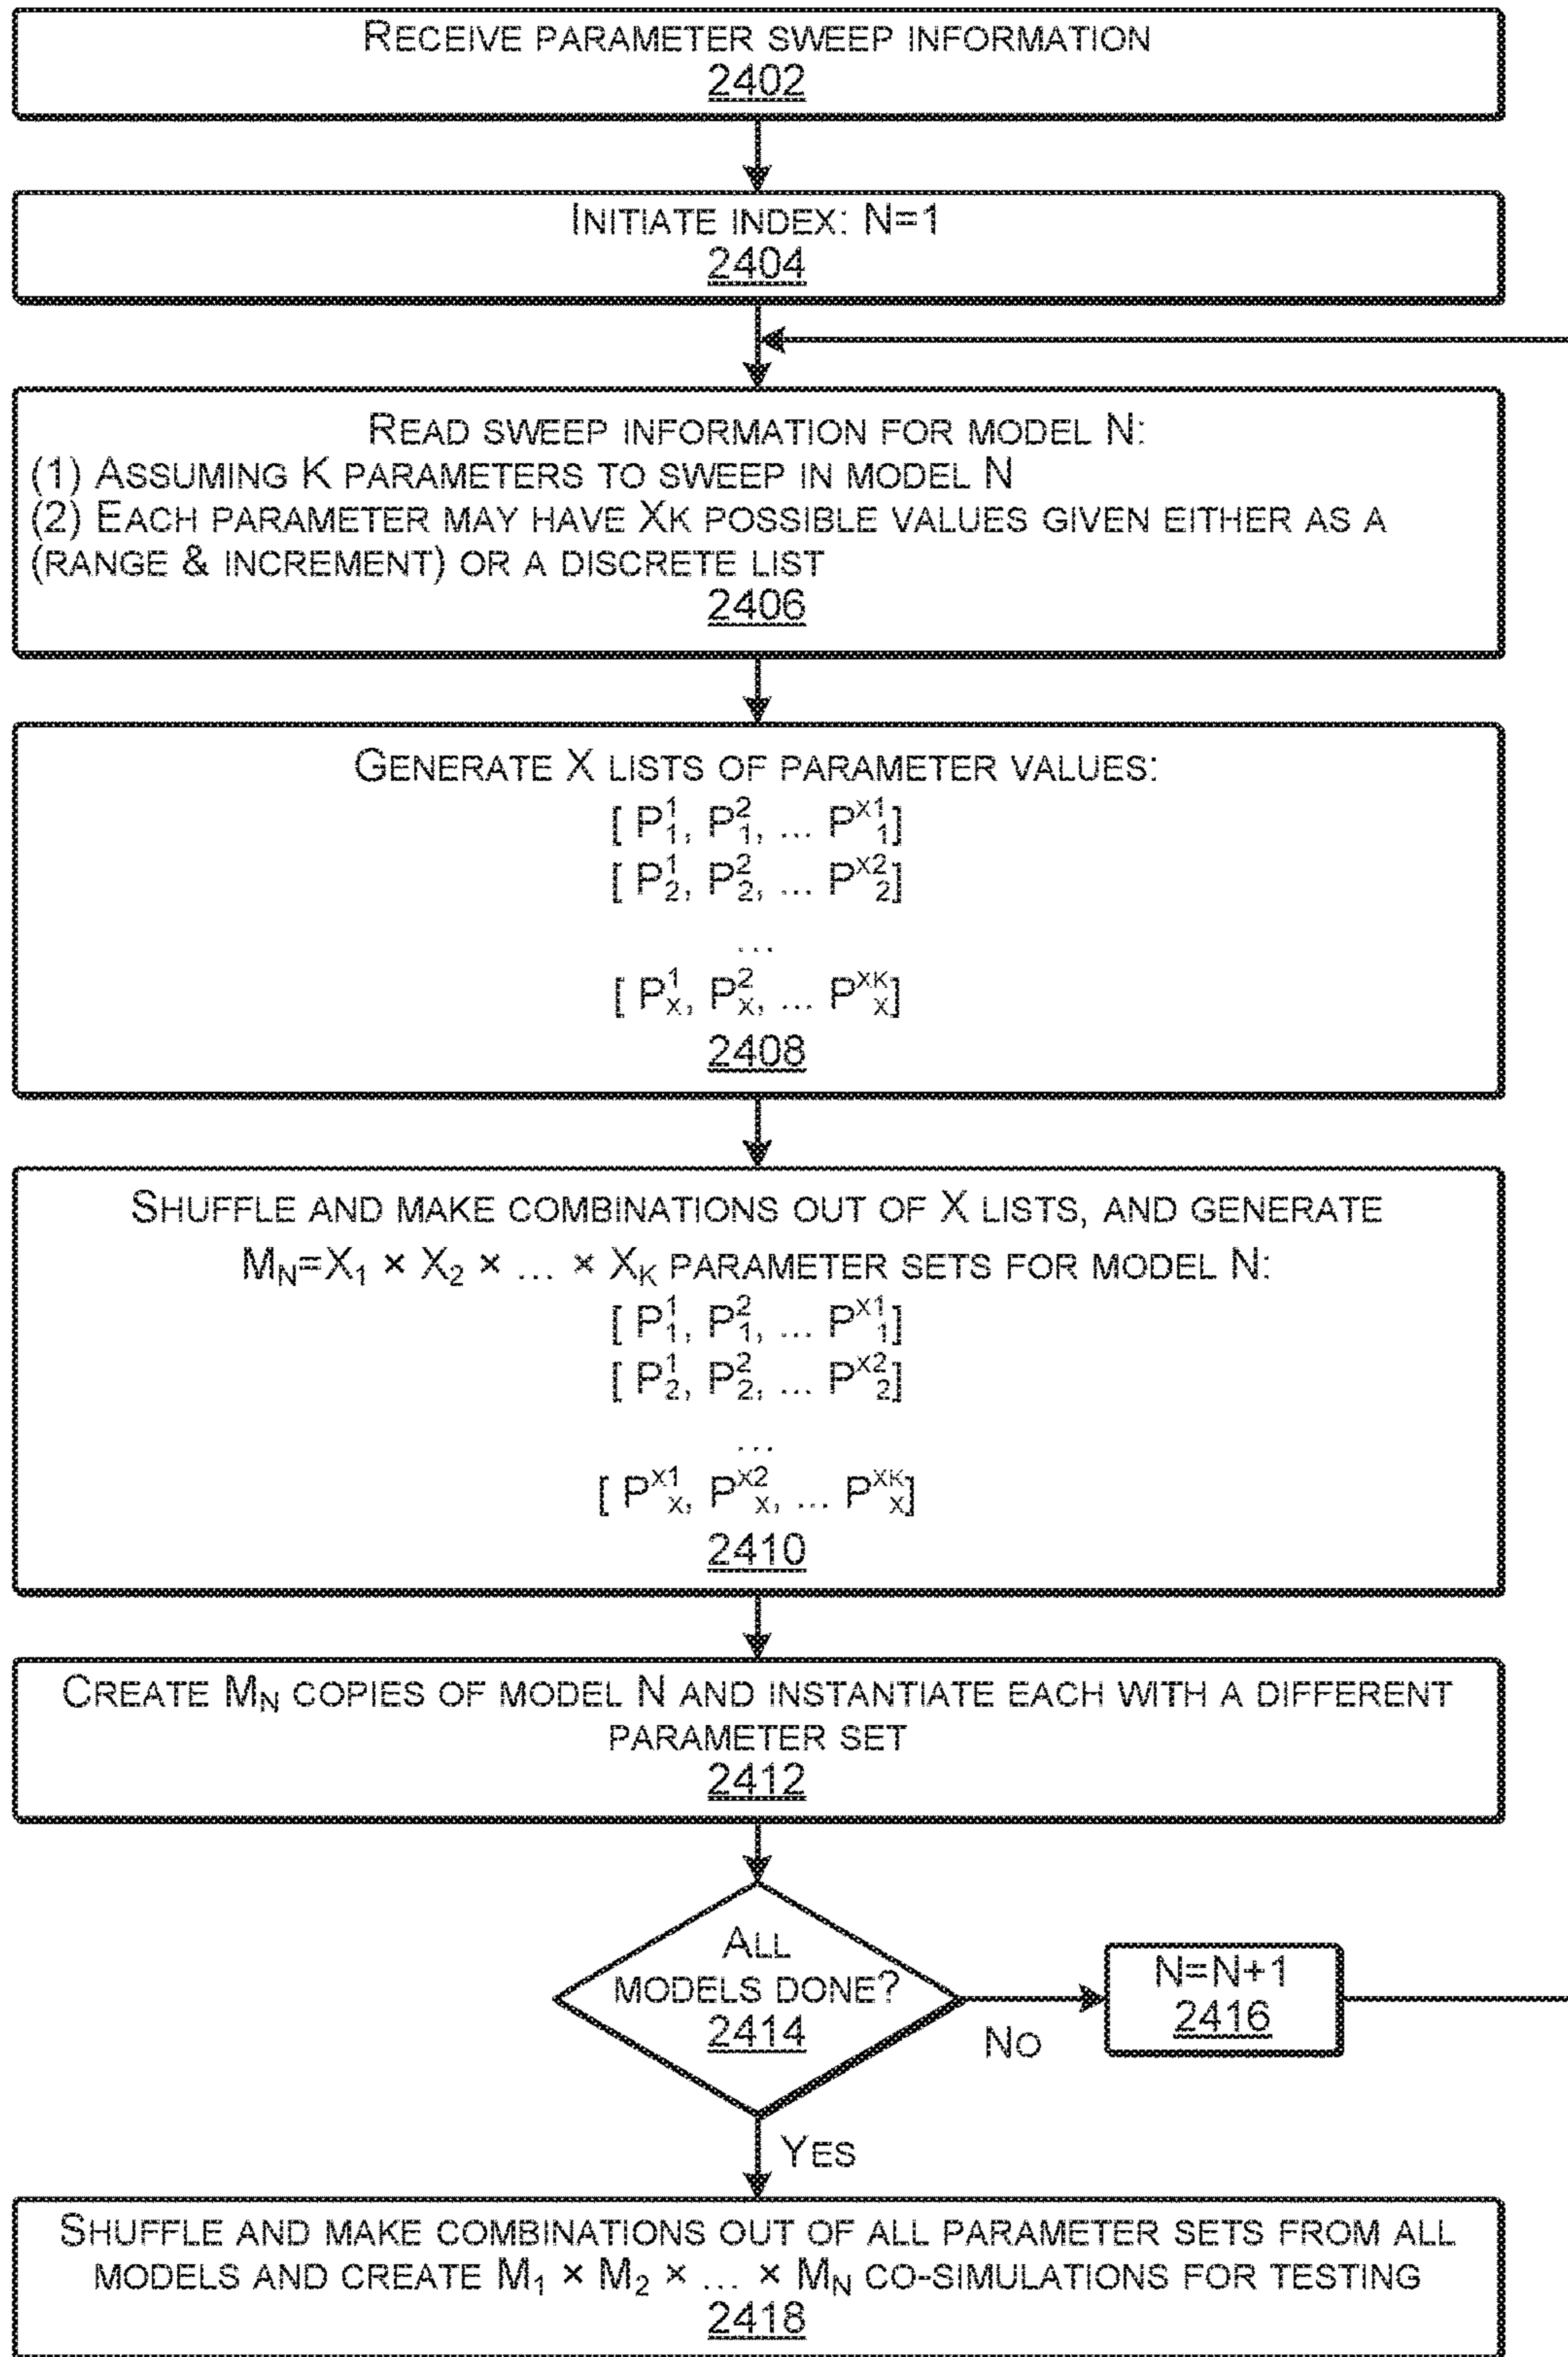 RECEIVE PARAMETER SWEEP INFORMATION
2402
INITIATE INDEX: N=1
2404
READ SWEEP INFORMATION FOR MODEL N:
(1) ASSUMING K PARAMETERS TO SWEEP IN MODEL N
(2) EACH PARAMETER MAY HAVE XK POSSIBLE VALUES GIVEN EITHER AS A
(RANGE & INCREMENT) OR A DISCRETE LIST
2406
GENERATE X LISTS OF PARAMETER VALUES:
[ P₁¹, P₁², ... Pˣ¹₁]
[ P₂¹, P₂², ... Pˣ²₂]
...
[ Pₓ¹, Pₓ², ... Pˣᴷₓ]
2408
SHUFFLE AND MAKE COMBINATIONS OUT OF X LISTS, AND GENERATE
M_N=X₁ × X₂ × ... × X_K PARAMETER SETS FOR MODEL N:
[ P₁¹, P₁², ... Pˣ¹₁]
[ P₂¹, P₂², ... Pˣ²₂]
...
[ Pˣ¹ₓ, Pˣ²ₓ, ... Pˣᴷₓ]
2410
CREATE M_N COPIES OF MODEL N AND INSTANTIATE EACH WITH A DIFFERENT
PARAMETER SET
2412
ALL
MODELS DONE?
2414
NO
N=N+1
2416
YES
SHUFFLE AND MAKE COMBINATIONS OUT OF ALL PARAMETER SETS FROM ALL
MODELS AND CREATE M₁ × M₂ × ... × M_N CO-SIMULATIONS FOR TESTING
2418